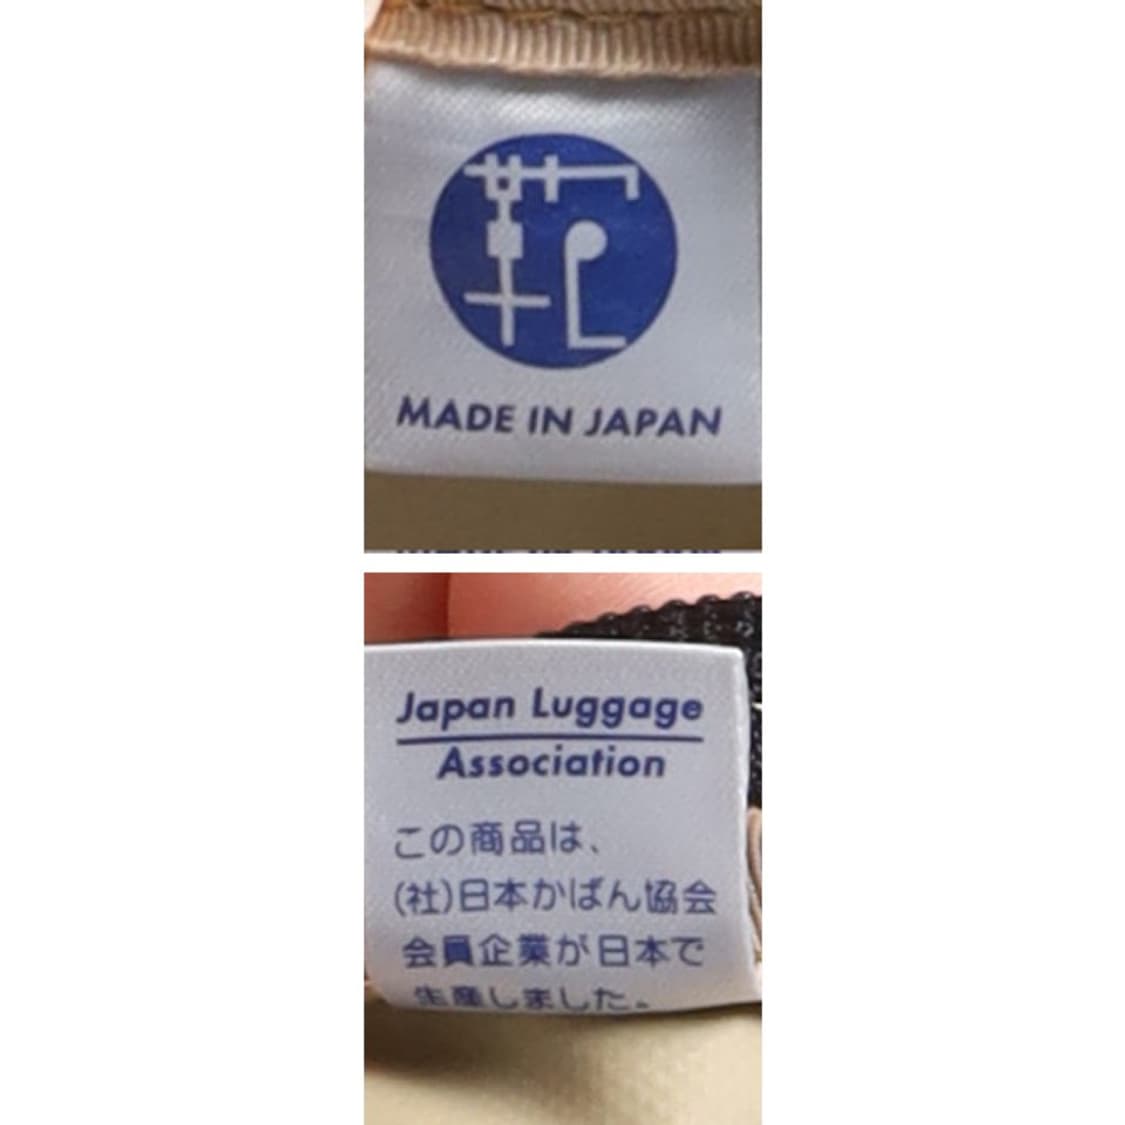 MADE IN JAPAN
Japan Luggage
Association
この商品は、
(社)日本かばん協会
会員企業が日本で
生産しました。